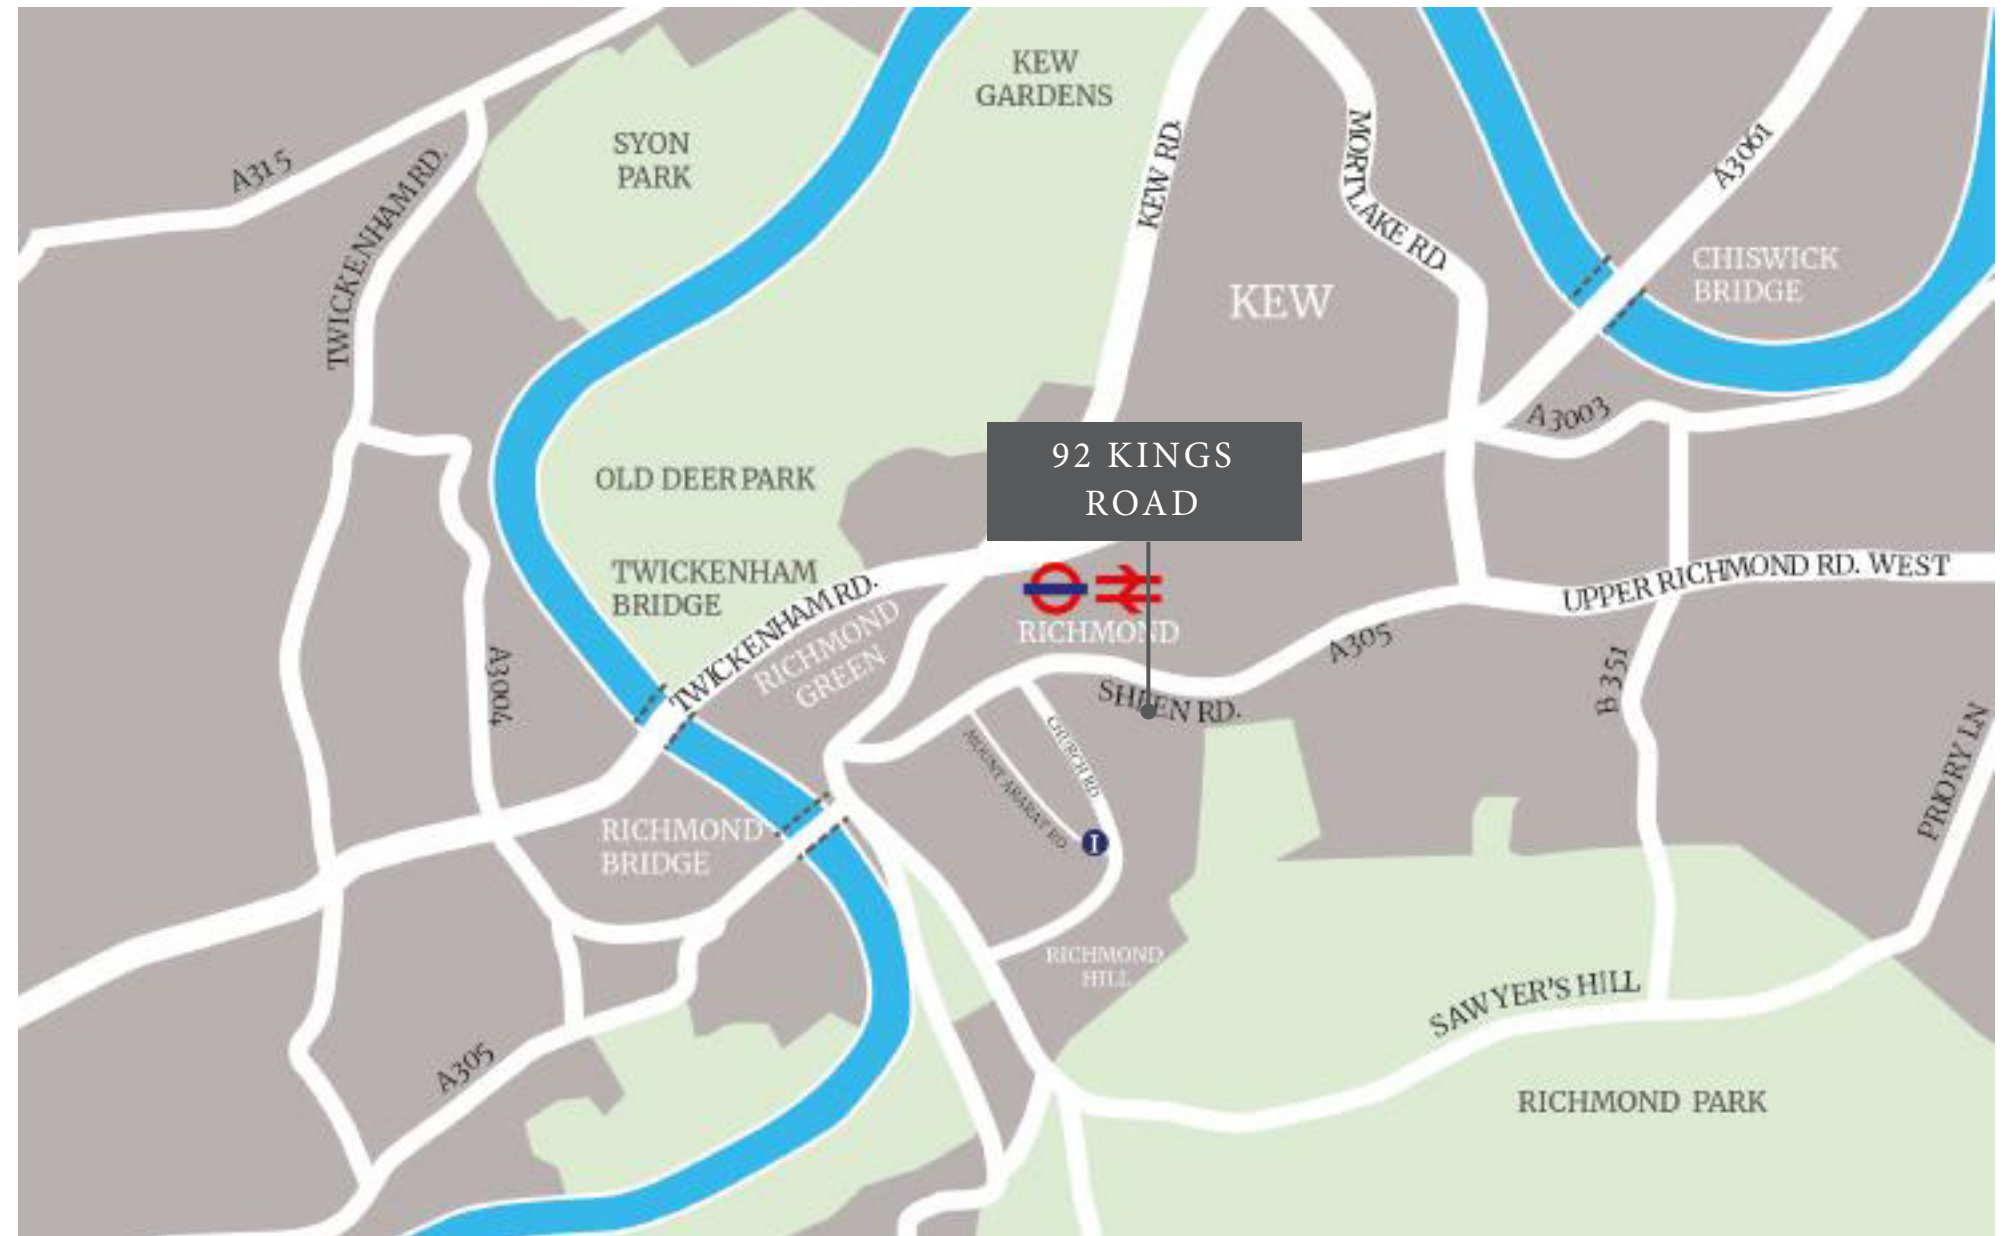 KEW
GARDENS
SYON
PARK
A315
TWICKENHAM RD.
KEW RD.
MORTLAKE RD.
A3061
CHISWICK
BRIDGE
KEW
A3003
92 KINGS
ROAD
OLD DEER PARK
TWICKENHAM
BRIDGE
TWICKENHAM RD.
RICHMOND
GREEN
RICHMOND
UPPER RICHMOND RD. WEST
A305
SHEEN RD.
B 351
A3004
CHURCH RD
MOUNT ARARAT RD
I
PRIORY LN
RICHMOND
BRIDGE
RICHMOND
HILL
SAWYER'S HILL
A305
RICHMOND PARK